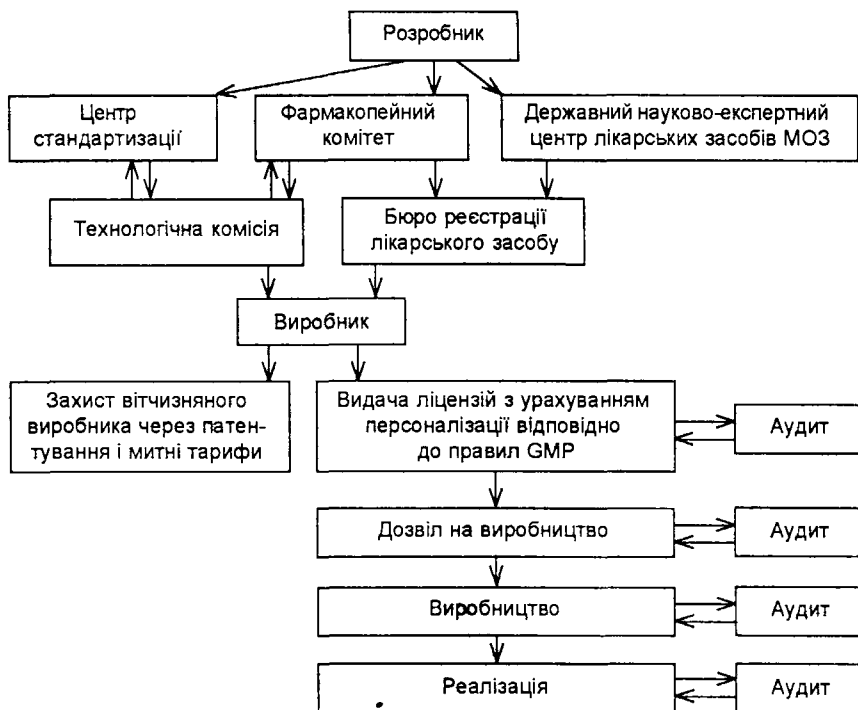 Розробник
Центр
стандартизації
Фармакопейний
комітет
Державний науково-експертний
центр лікарських засобів МОЗ
Технологічна комісія
Бюро реєстрації
лікарського засобу
Виробник
Захист вітчизняного
виробника через патен-
тування і митні тарифи
Видача ліцензій з урахуванням
персоналізації відповідно
до правил GMP
Аудит
Дозвіл на виробництво
Аудит
Виробництво
Аудит
Реалізація
Аудит